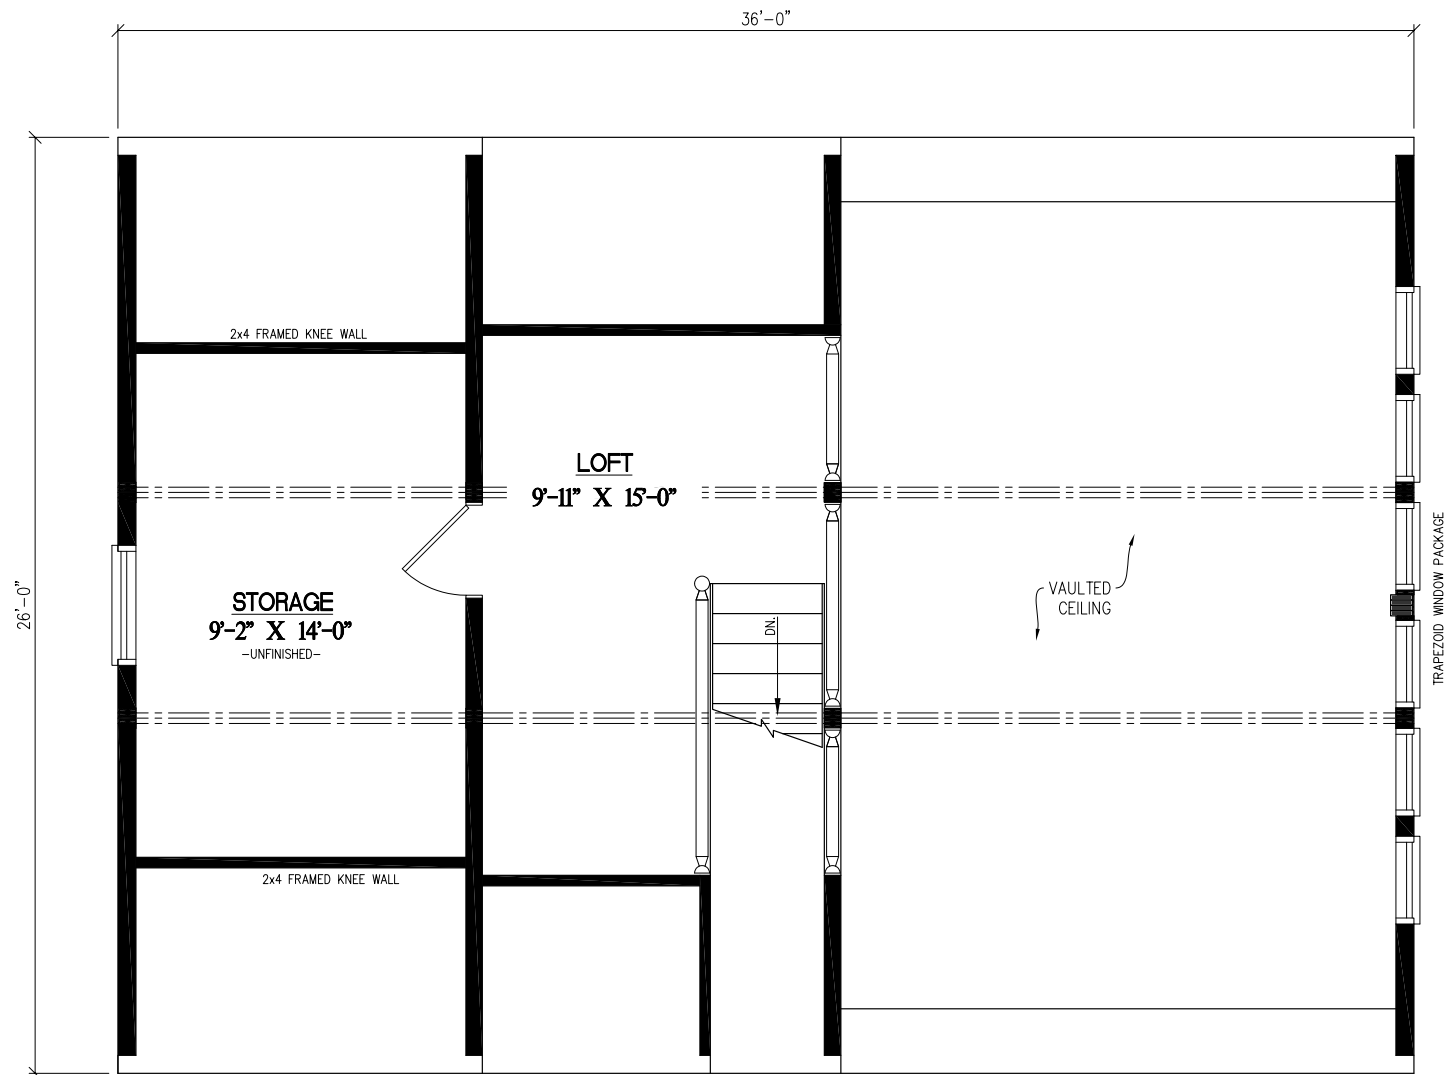 36'-0"
2x4 FRAMED KNEE WALL
LOFT
9'-11" X 15'-0"
26'-0"
STORAGE
9'-2" X 14'-0"
-UNFINISHED-
DN.
VAULTED
CEILING
TRAPEZOID WINDOW PACKAGE
2x4 FRAMED KNEE WALL